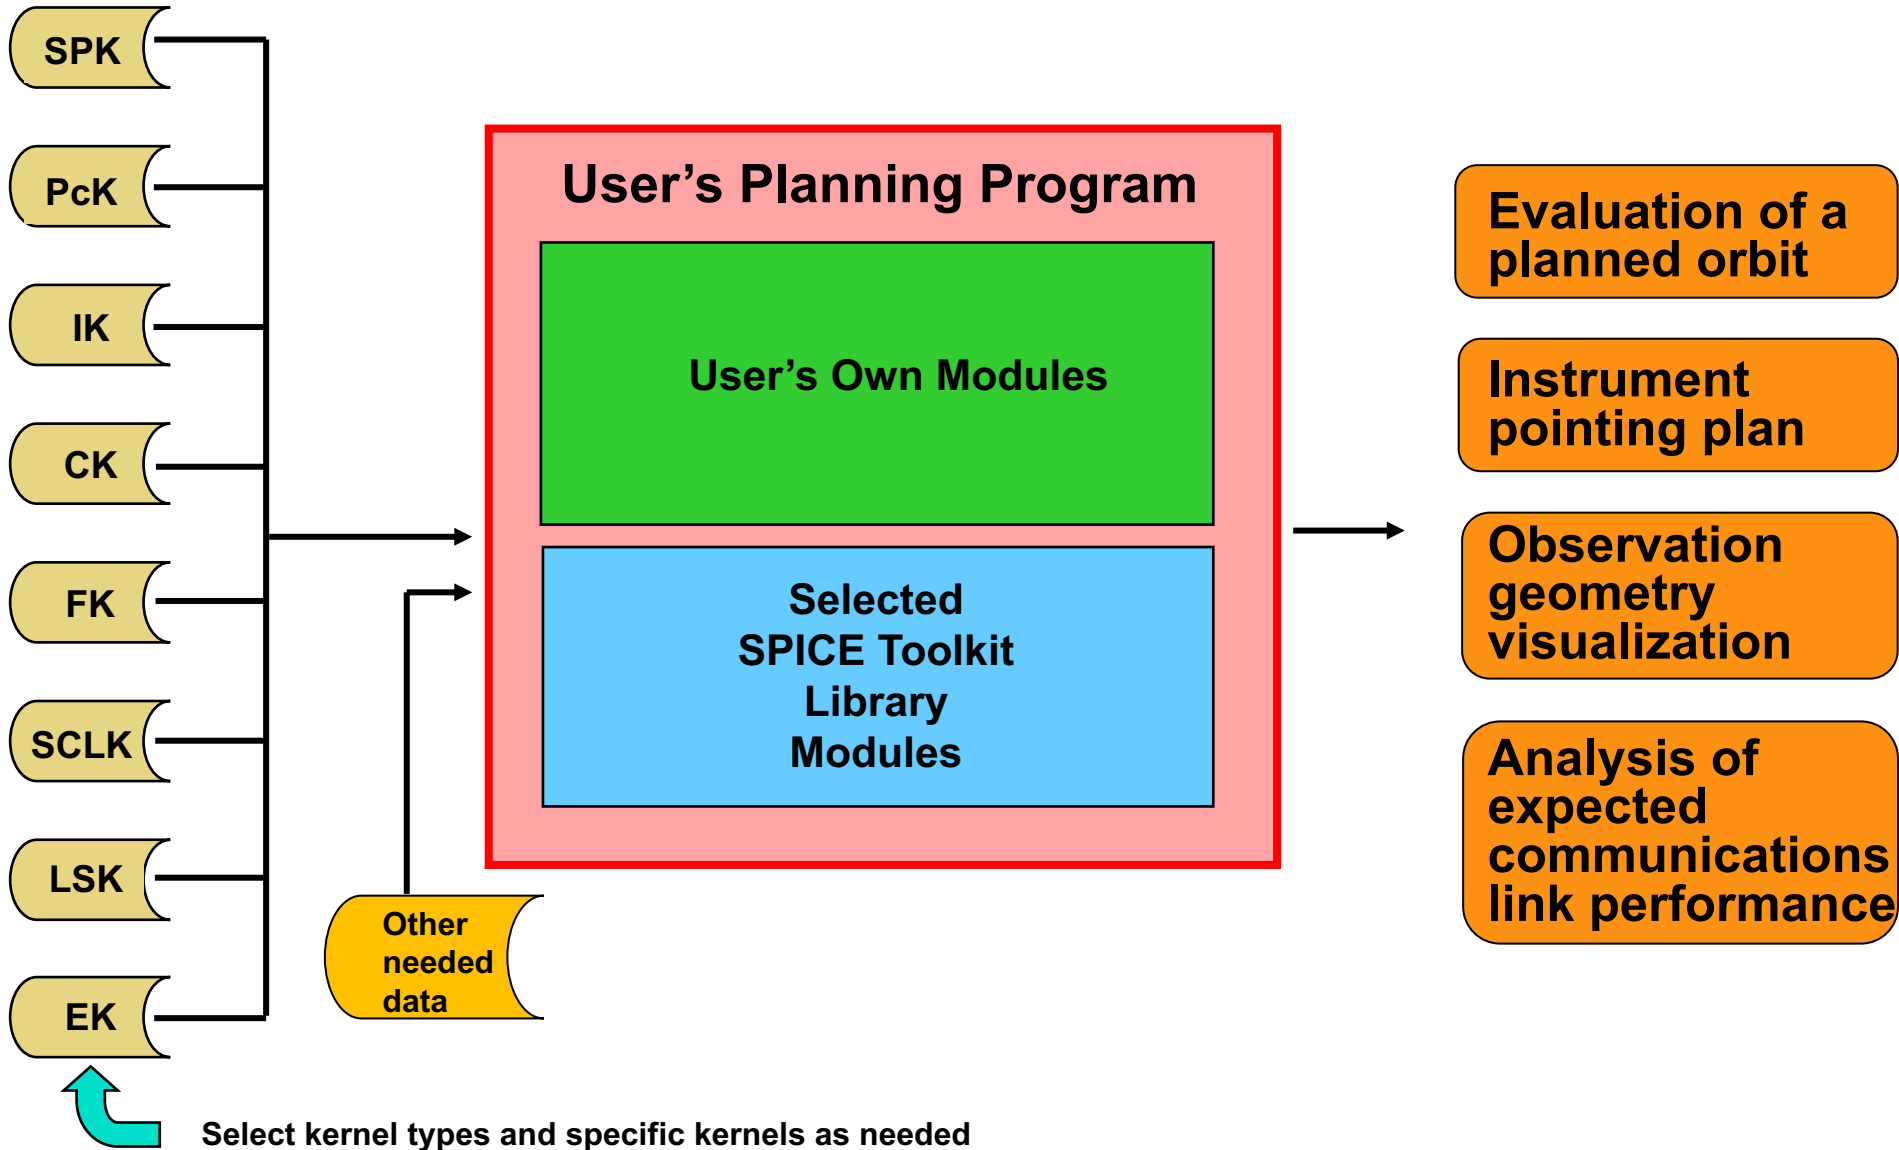 SPK
PcK
IK
CK
FK
SCLK
LSK
EK
Select kernel types and specific kernels as needed
Other
needed
data
User’s Planning Program
User’s Own Modules
Selected
SPICE Toolkit
Library
Modules
Evaluation of a
planned orbit
Instrument
pointing plan
Observation
geometry
visualization
Analysis of
expected
communications
link performance